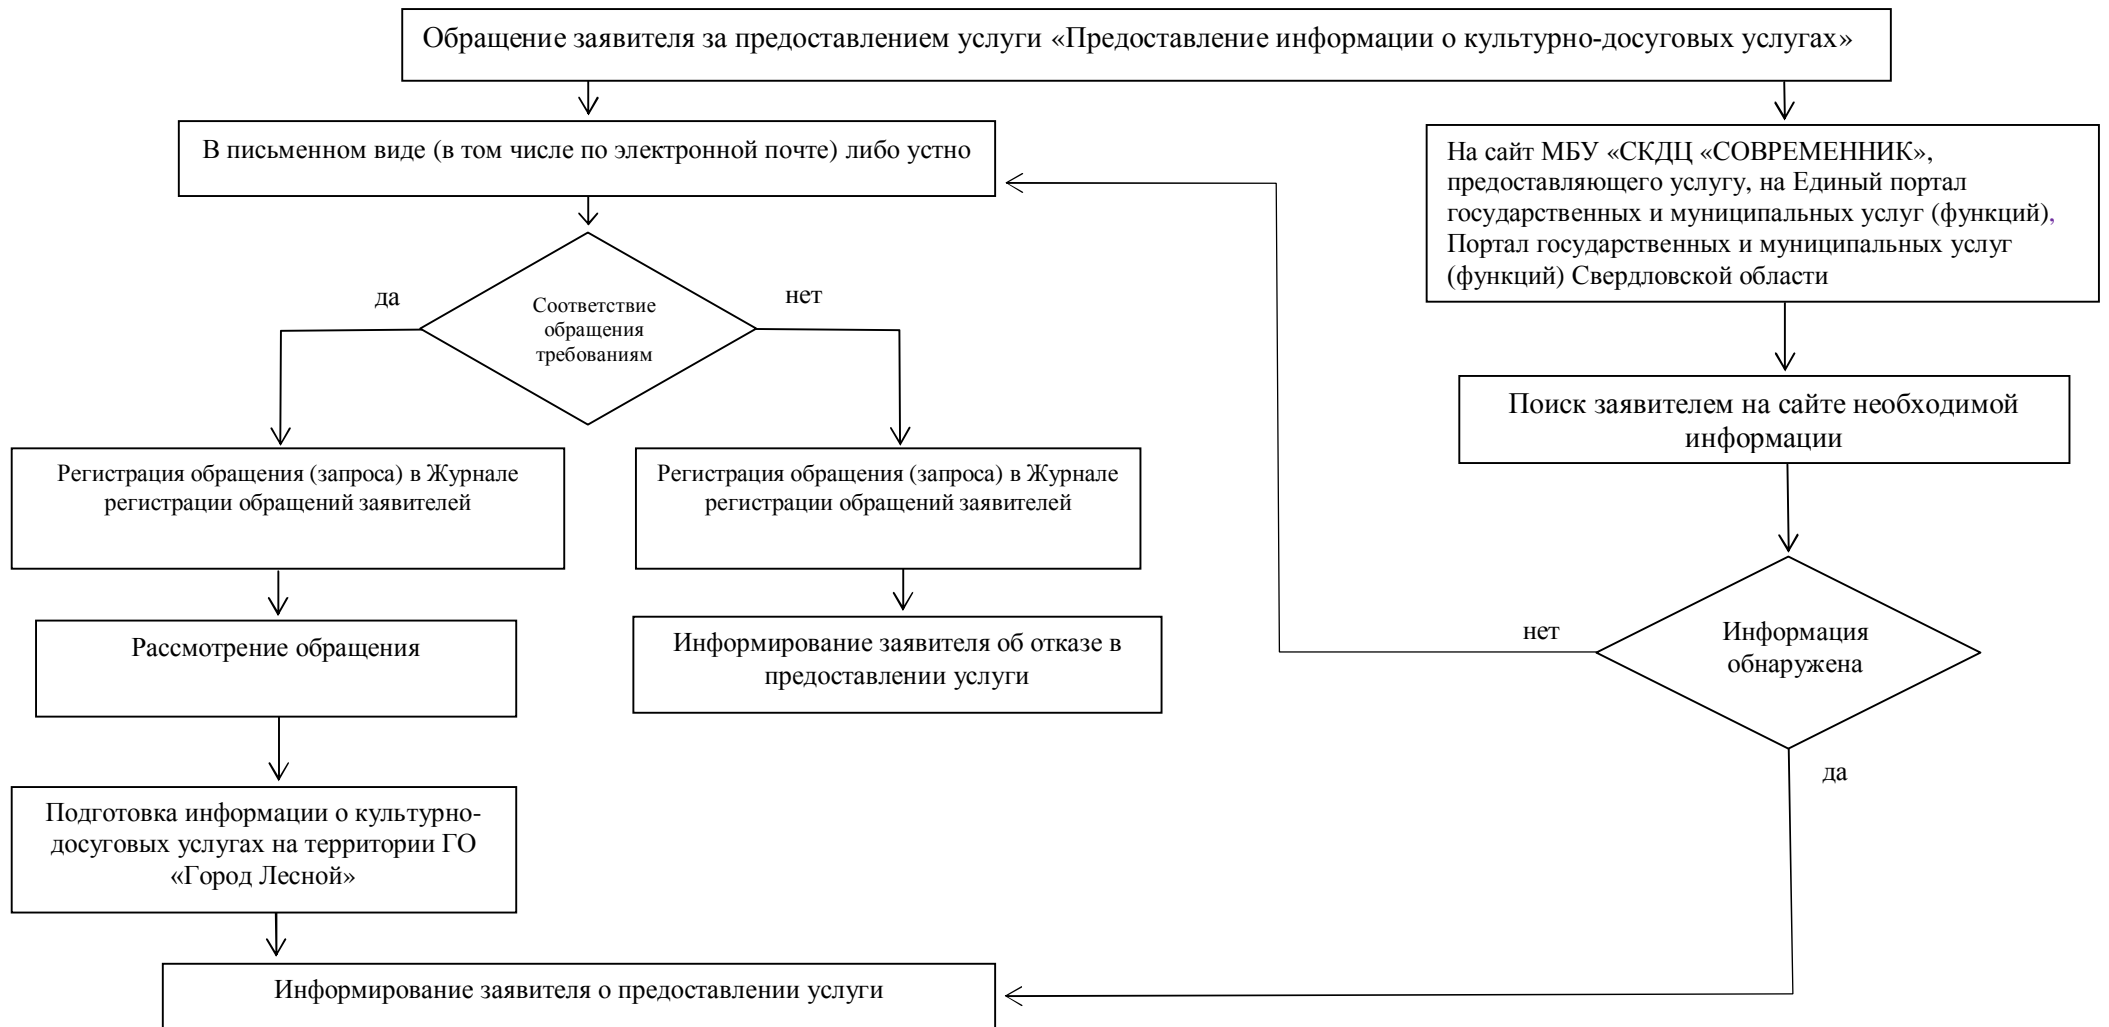 Обращение заявителя за предоставлением услуги «Предоставление информации о культурно-досуговых услугах»
В письменном виде (в том числе по электронной почте) либо устно
На сайт МБУ «СКДЦ «СОВРЕМЕННИК»,
предоставляющего услугу, на Единый портал
государственных и муниципальных услуг (функций),
Портал государственных и муниципальных услуг
(функций) Свердловской области
да
нет
Соответствие
обращения
требованиям
Поиск заявителем на сайте необходимой
информации
Регистрация обращения (запроса) в Журнале
регистрации обращений заявителей
Регистрация обращения (запроса) в Журнале
регистрации обращений заявителей
Рассмотрение обращения
Информирование заявителя об отказе в
предоставлении услуги
нет
Информация
обнаружена
да
Подготовка информации о культурно-
досуговых услугах на территории ГО
«Город Лесной»
Информирование заявителя о предоставлении услуги